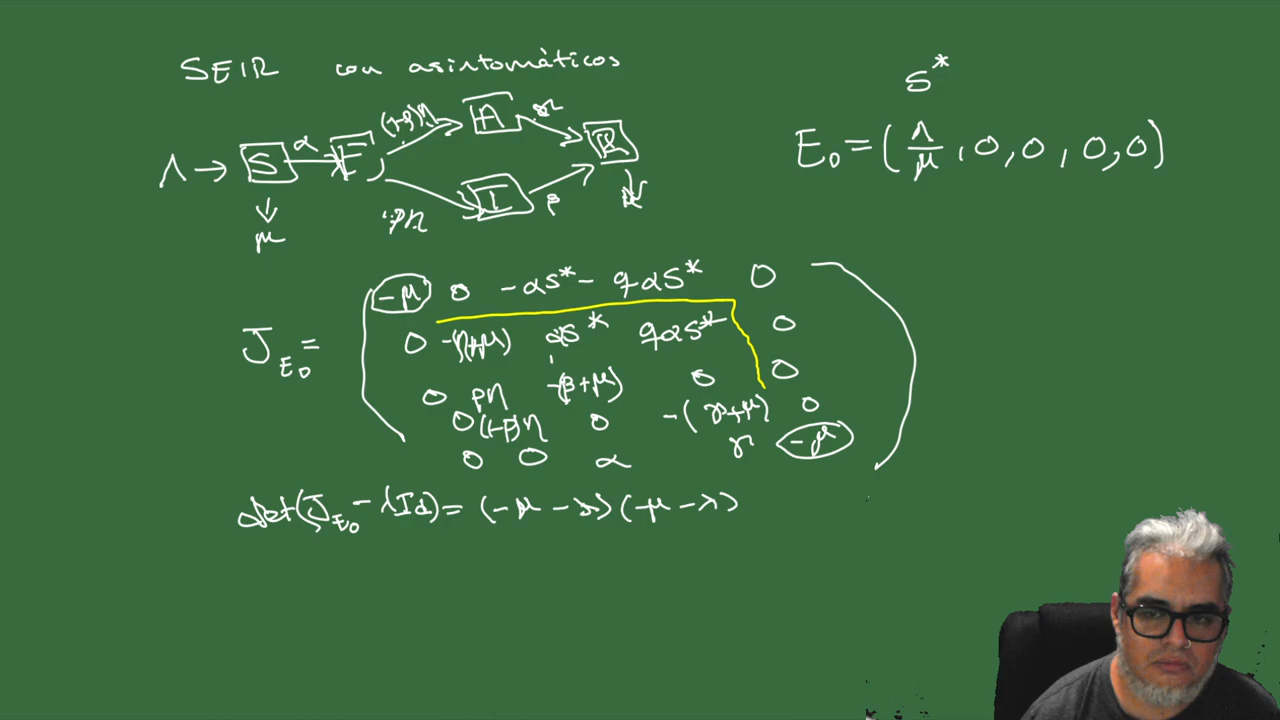 SEIR con asintomáticos
S*
Λ → S α E (1-p)η A γ R
pη I β
μ μ
E₀ = (Λ/μ, 0, 0, 0, 0)
-μ 0 -αS* - qαS* 0
J_E₀ = 0 -(η+μ) αS* qαS* 0
0 pη -(β+μ) 0 0
0 (1-p)η 0 -(γ+μ) 0
0 0 α γ -μ
det(J_E₀ - λId) = (-μ - λ)(-μ - λ)